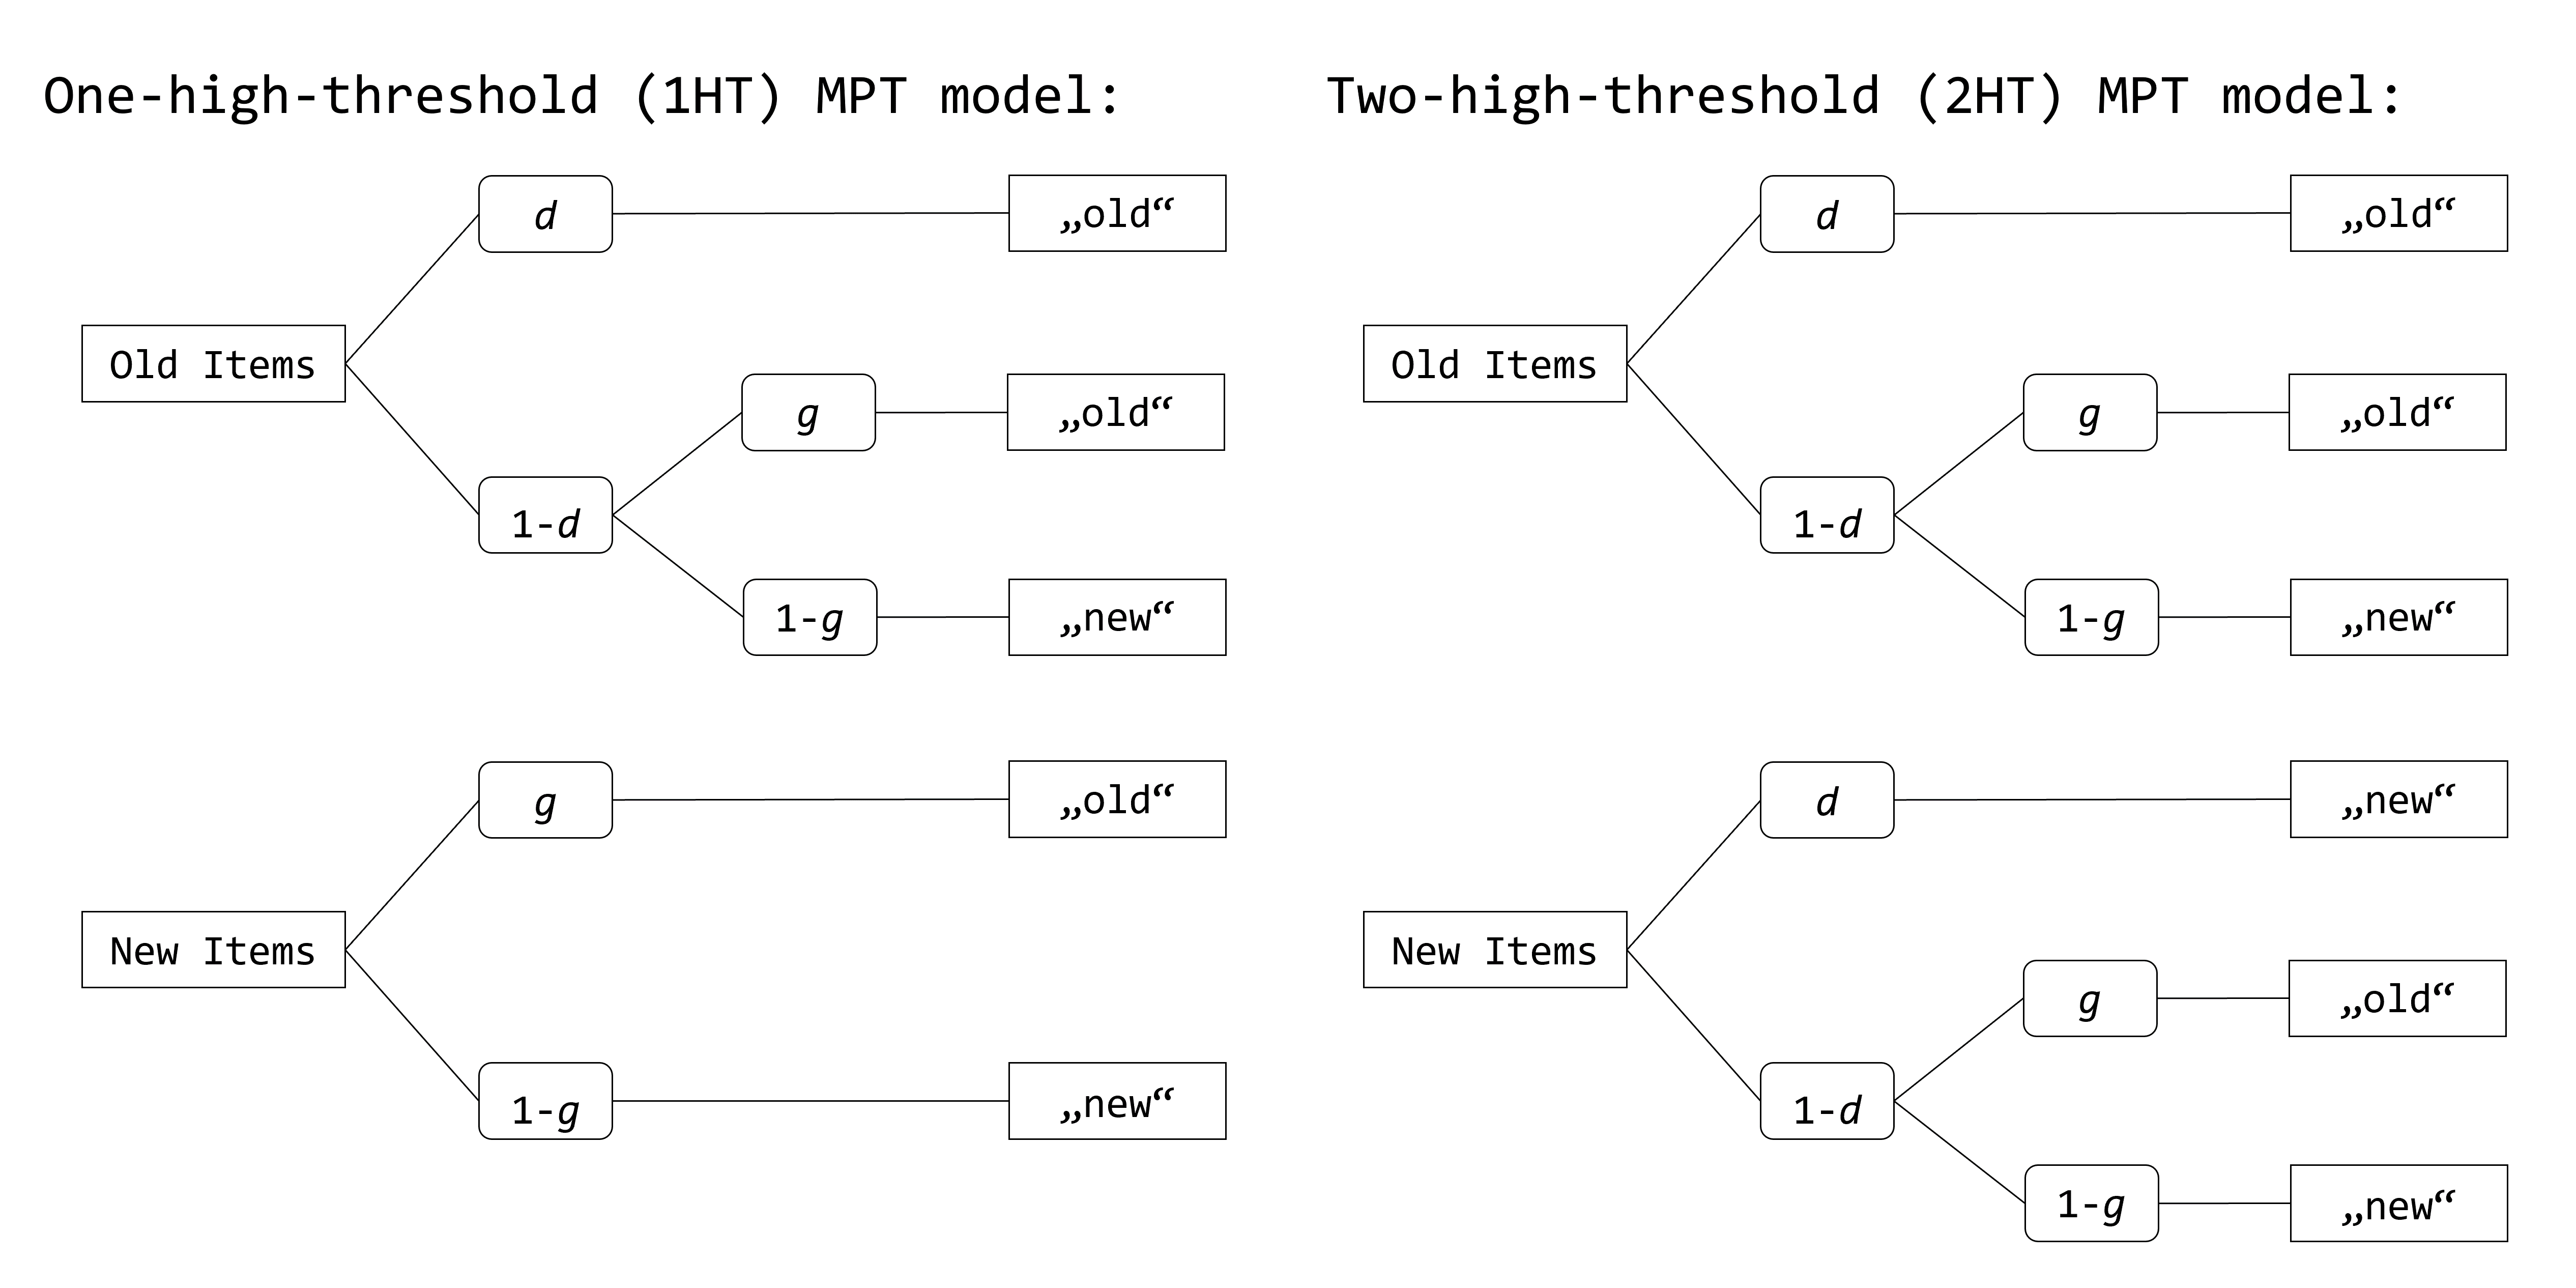 One-high-threshold (1HT) MPT model:
d
„old“
Old Items
g
„old“
1-d
1-g
„new“
g
„old“
New Items
1-g
„new“
Two-high-threshold (2HT) MPT model:
d
„old“
Old Items
g
„old“
1-d
1-g
„new“
d
„new“
New Items
g
„old“
1-d
1-g
„new“